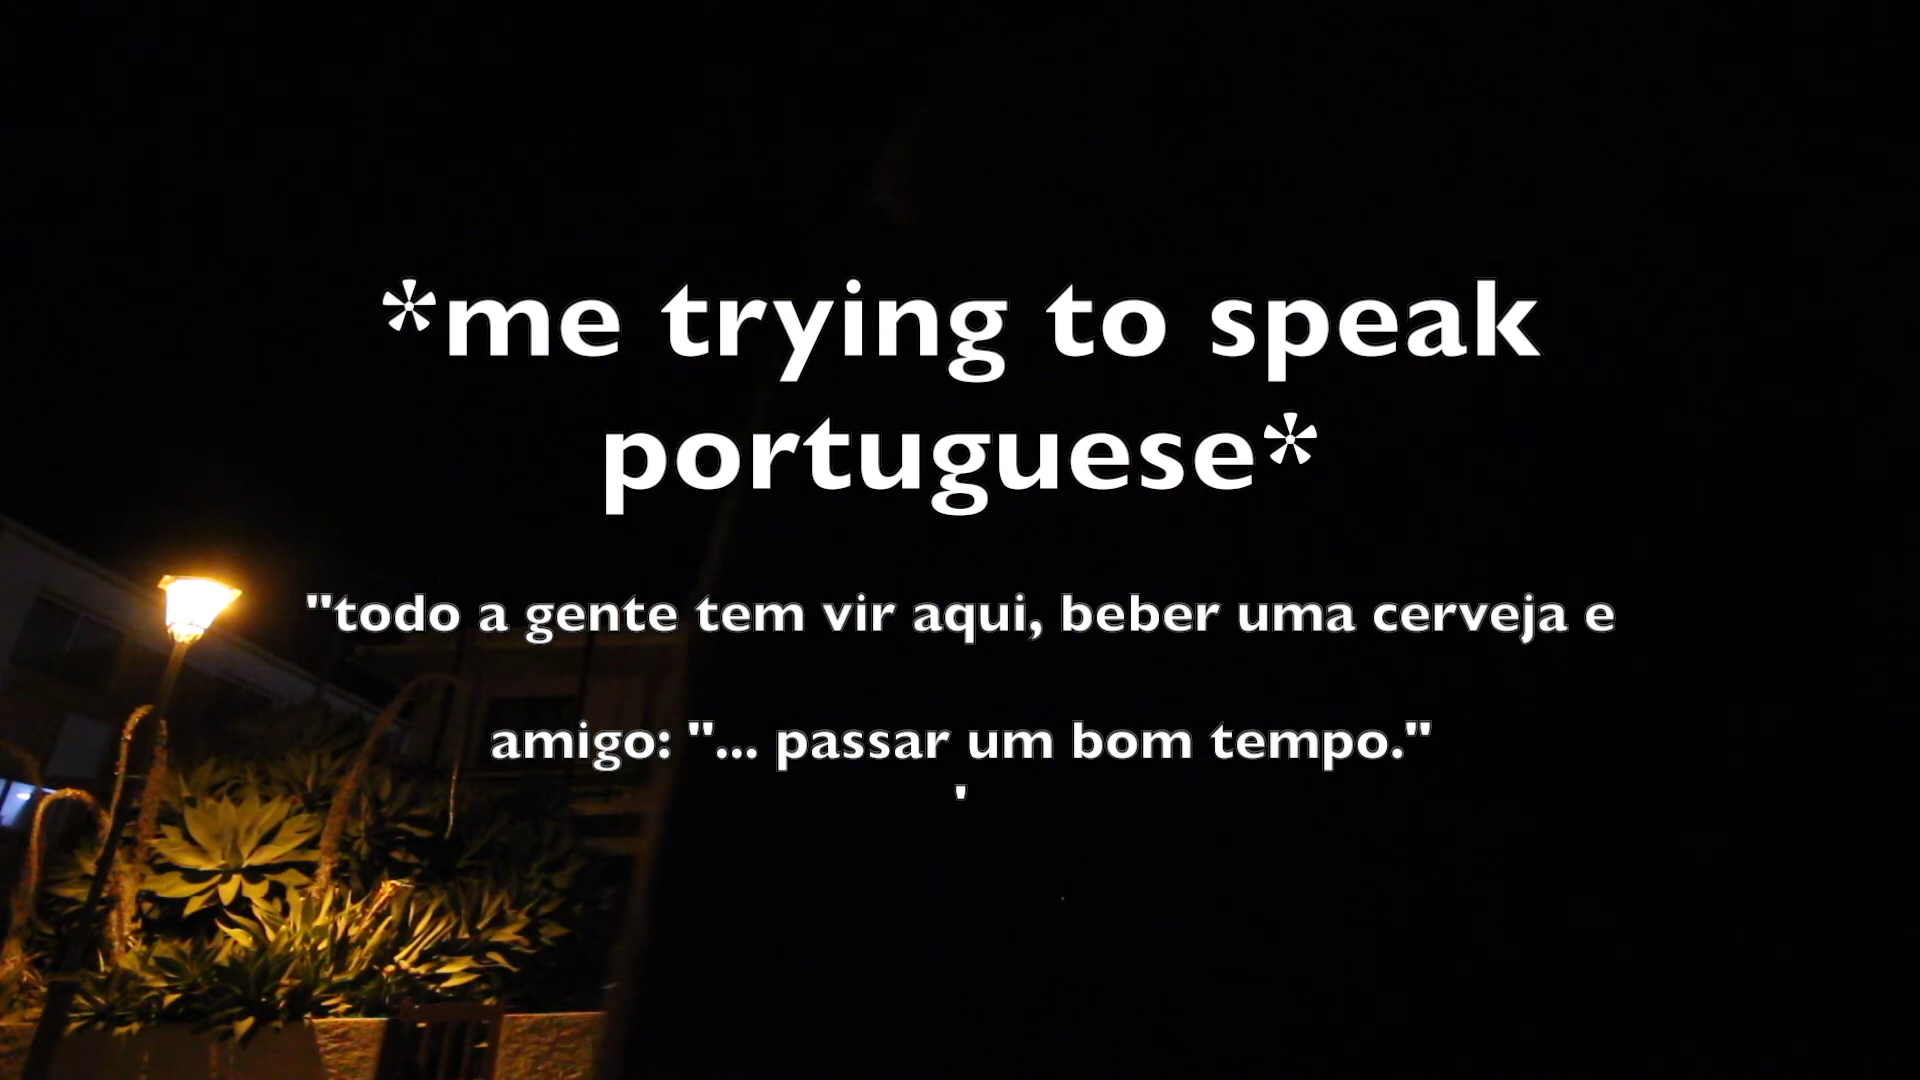 *me trying to speak
portuguese*
"todo a gente tem vir aqui, beber uma cerveja e
amigo: "... passar um bom tempo."
'